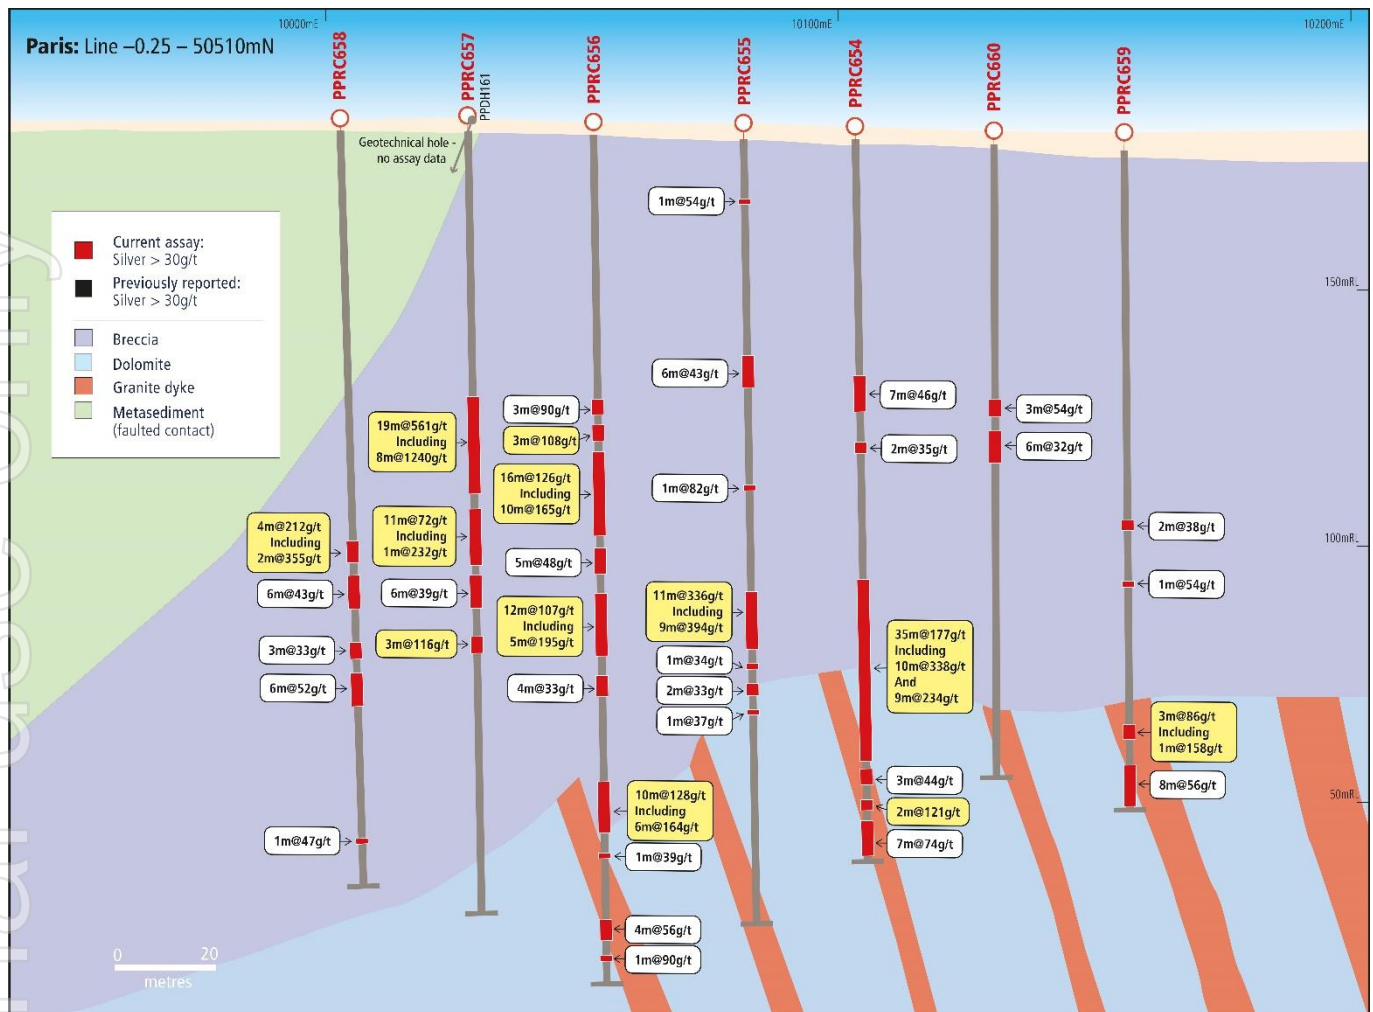 10000mE
10100mE
10200mE
Paris: Line –0.25 – 50510mN
PPRC658
PPRC657
PPDH161
PPRC656
PPRC655
PPRC654
PPRC660
PPRC659
Geotechnical hole -
no assay data
Current assay:
Silver > 30g/t
Previously reported:
Silver > 30g/t
Breccia
Dolomite
Granite dyke
Metasediment
(faulted contact)
150mRL
100mRL
50mRL
4m@212g/t
Including
2m@355g/t
6m@43g/t
3m@33g/t
6m@52g/t
1m@47g/t
19m@561g/t
Including
8m@1240g/t
11m@72g/t
Including
1m@232g/t
6m@39g/t
3m@116g/t
3m@90g/t
3m@108g/t
16m@126g/t
Including
10m@165g/t
5m@48g/t
12m@107g/t
Including
5m@195g/t
4m@33g/t
10m@128g/t
Including
6m@164g/t
1m@39g/t
4m@56g/t
1m@90g/t
1m@54g/t
6m@43g/t
1m@82g/t
11m@336g/t
Including
9m@394g/t
1m@34g/t
2m@33g/t
1m@37g/t
7m@46g/t
2m@35g/t
35m@177g/t
Including
10m@338g/t
And
9m@234g/t
3m@44g/t
2m@121g/t
7m@74g/t
3m@54g/t
6m@32g/t
2m@38g/t
1m@54g/t
3m@86g/t
Including
1m@158g/t
8m@56g/t
0 20
metres